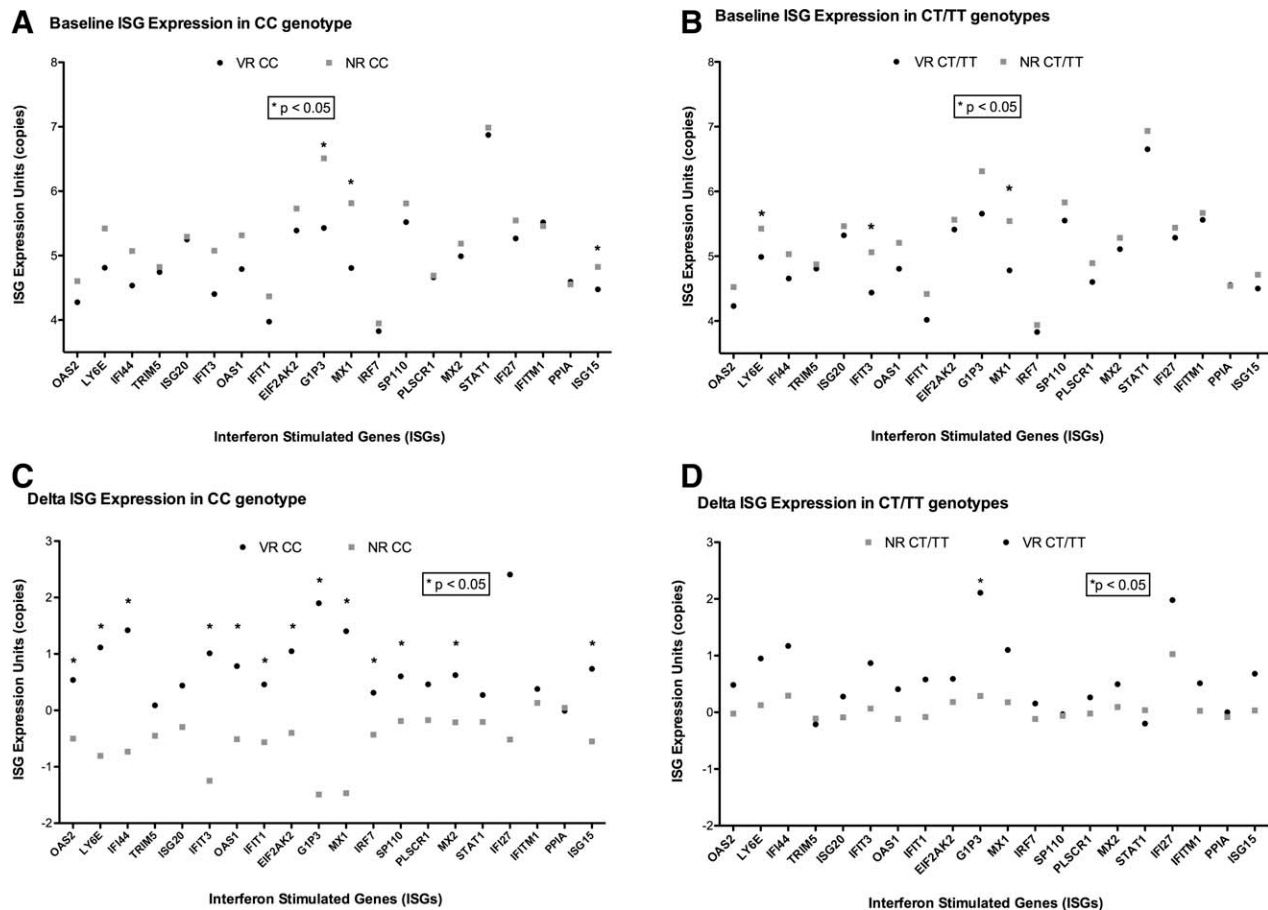 A
Baseline ISG Expression in CC genotype
VR CC
NR CC
* p < 0.05
ISG Expression Units (copies)
8
7
6
5
4
*
*
*
OAS2
LY6E
IFI44
TRIM5
ISG20
IFIT3
OAS1
IFIT1
EIF2AK2
G1P3
MX1
IRF7
SP110
PLSCR1
MX2
STAT1
IFI27
IFITM1
PPIA
ISG15
Interferon Stimulated Genes (ISGs)
B
Baseline ISG Expression in CT/TT genotypes
VR CT/TT
NR CT/TT
* p < 0.05
ISG Expression Units (copies)
8
7
6
5
4
*
*
*
OAS2
LY6E
IFI44
TRIM5
ISG20
IFIT3
OAS1
IFIT1
EIF2AK2
G1P3
MX1
IRF7
SP110
PLSCR1
MX2
STAT1
IFI27
IFITM1
PPIA
ISG15
Interferon Stimulated Genes (ISGs)
C
Delta ISG Expression in CC genotype
VR CC
NR CC
* p < 0.05
ISG Expression Units (copies)
3
2
1
0
-1
-2
*
*
*
*
*
*
*
*
*
*
*
*
*
OAS2
LY6E
IFI44
TRIM5
ISG20
IFIT3
OAS1
IFIT1
EIF2AK2
G1P3
MX1
IRF7
SP110
PLSCR1
MX2
STAT1
IFI27
IFITM1
PPIA
ISG15
Interferon Stimulated Genes (ISGs)
D
Delta ISG Expression in CT/TT genotypes
NR CT/TT
VR CT/TT
*p < 0.05
ISG Expression Units (copies)
3
2
1
0
-1
-2
*
OAS2
LY6E
IFI44
TRIM5
ISG20
IFIT3
OAS1
IFIT1
EIF2AK2
G1P3
MX1
IRF7
SP110
PLSCR1
MX2
STAT1
IFI27
IFITM1
PPIA
ISG15
Interferon Stimulated Genes (ISGs)